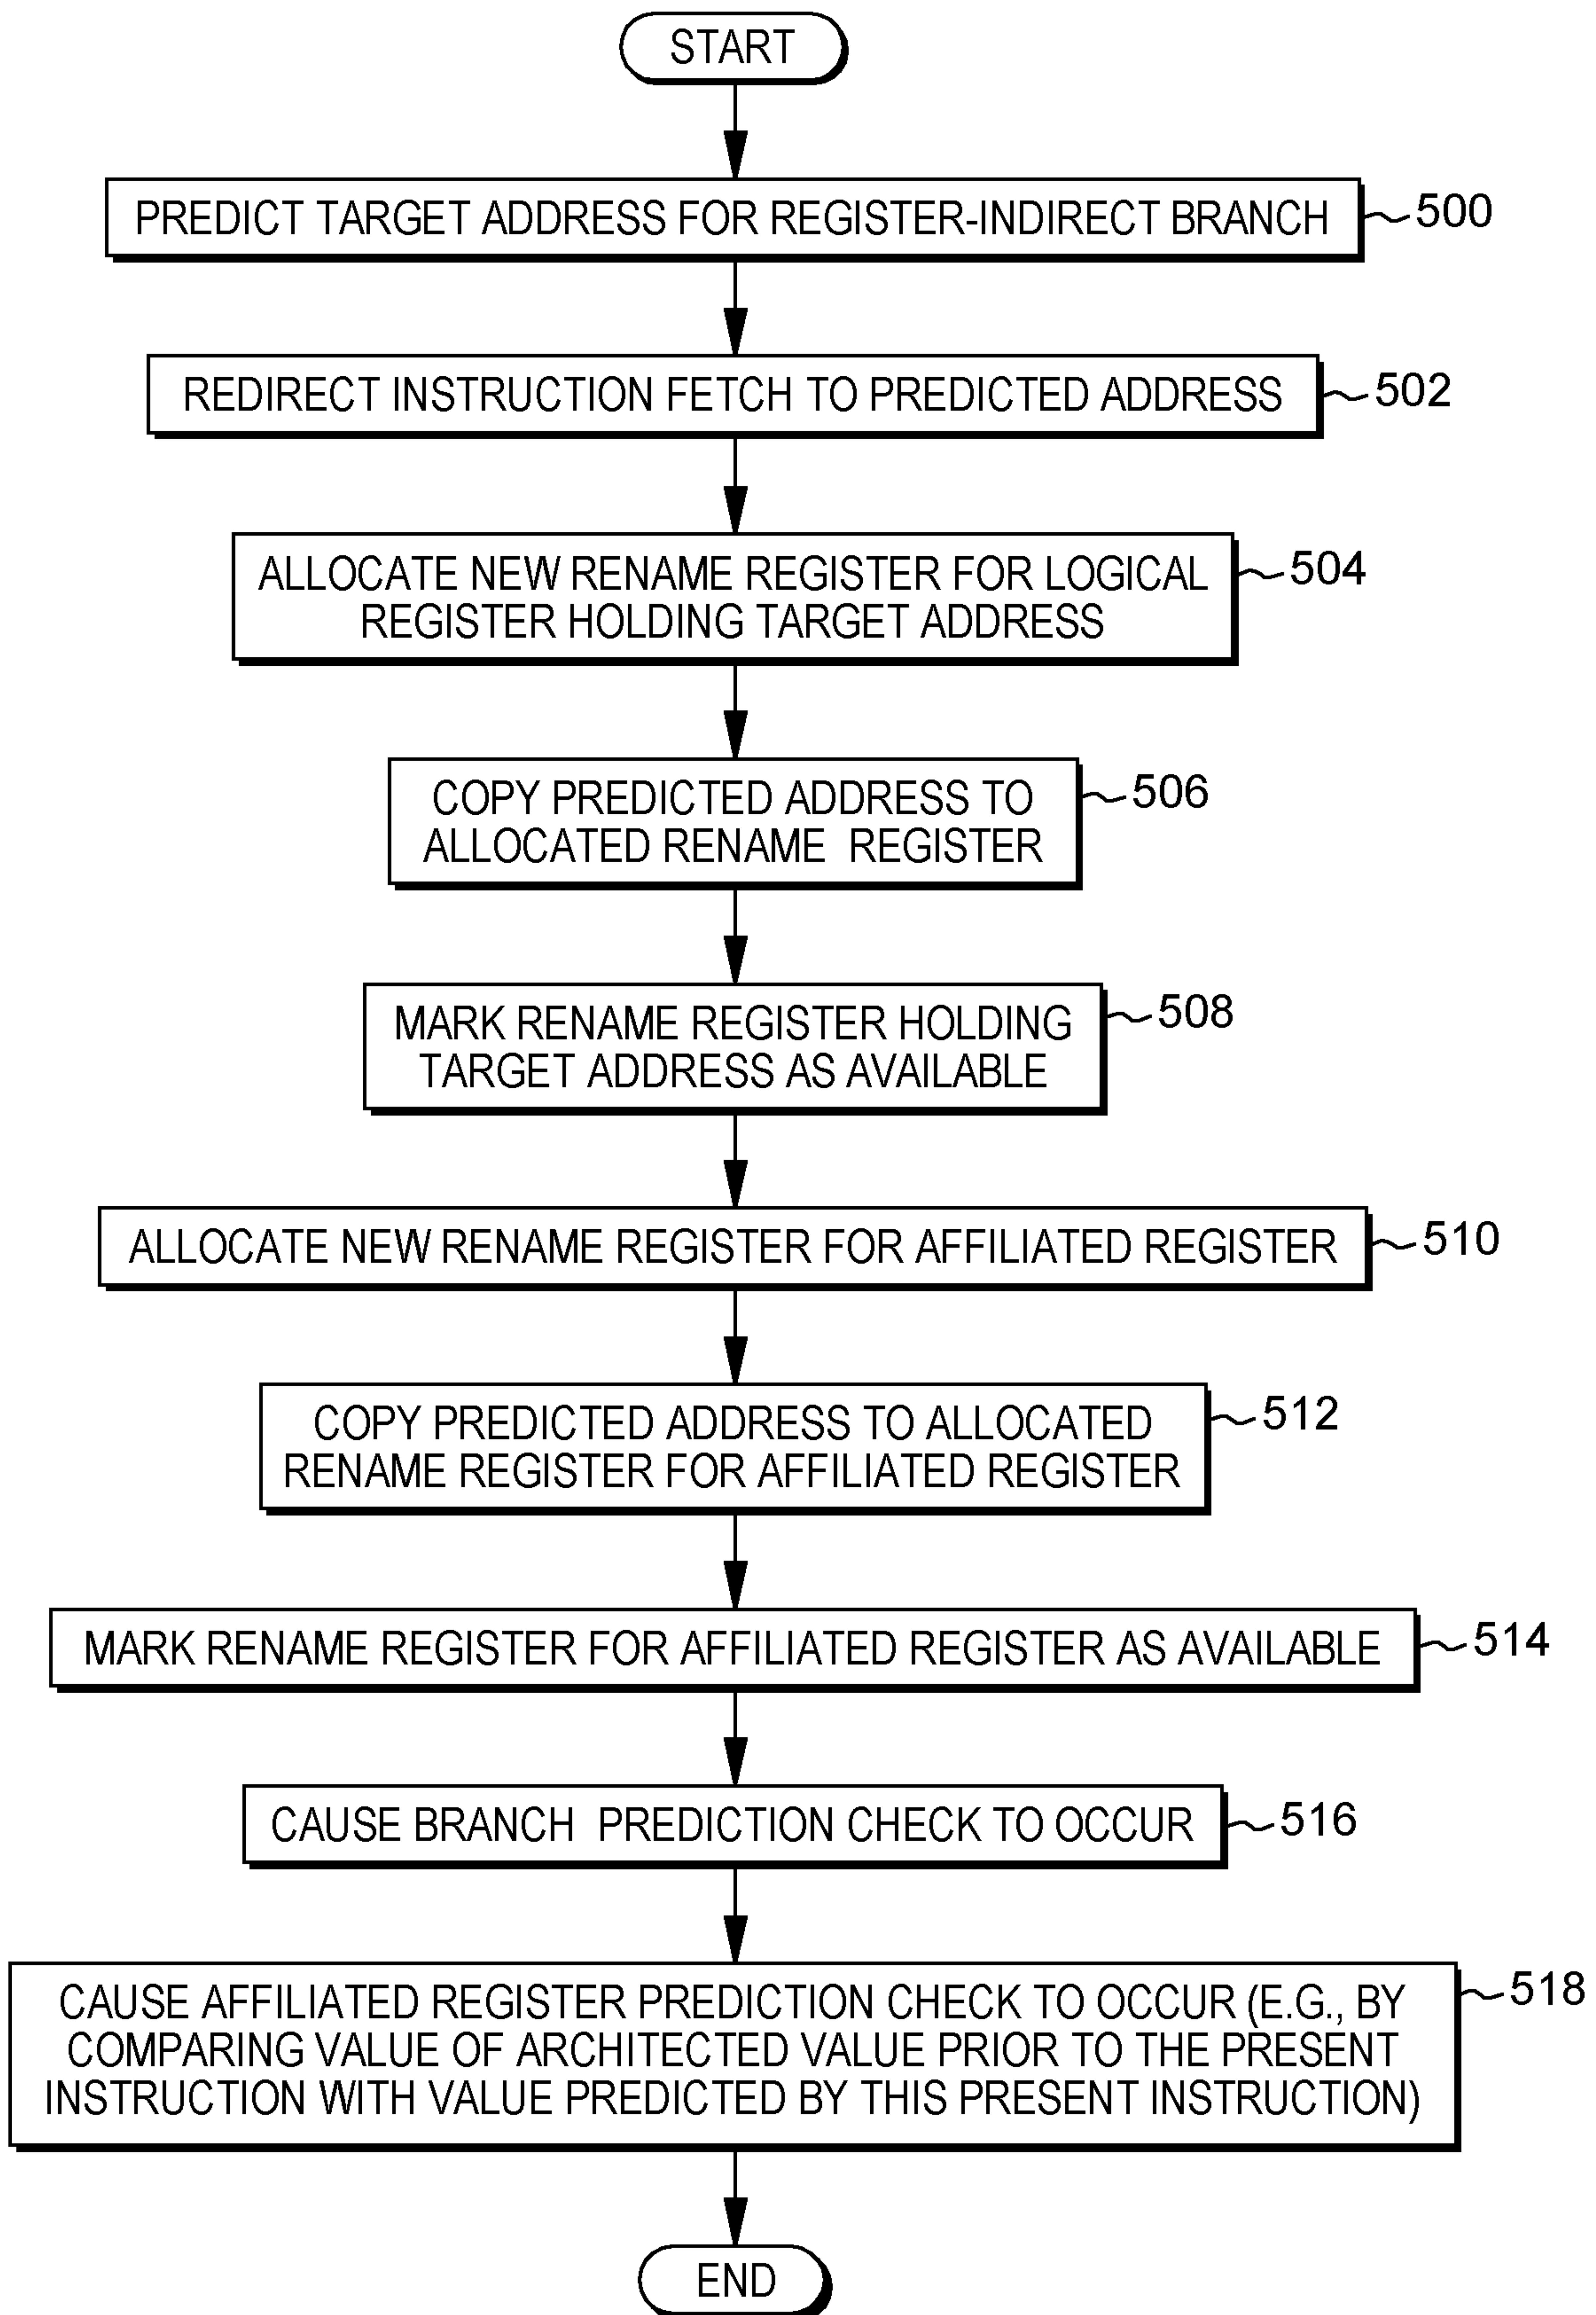 START
PREDICT TARGET ADDRESS FOR REGISTER-INDIRECT BRANCH
500
REDIRECT INSTRUCTION FETCH TO PREDICTED ADDRESS
502
ALLOCATE NEW RENAME REGISTER FOR LOGICAL
REGISTER HOLDING TARGET ADDRESS
504
COPY PREDICTED ADDRESS TO
ALLOCATED RENAME REGISTER
506
MARK RENAME REGISTER HOLDING
TARGET ADDRESS AS AVAILABLE
508
ALLOCATE NEW RENAME REGISTER FOR AFFILIATED REGISTER
510
COPY PREDICTED ADDRESS TO ALLOCATED
RENAME REGISTER FOR AFFILIATED REGISTER
512
MARK RENAME REGISTER FOR AFFILIATED REGISTER AS AVAILABLE
514
CAUSE BRANCH PREDICTION CHECK TO OCCUR
516
CAUSE AFFILIATED REGISTER PREDICTION CHECK TO OCCUR (E.G., BY
COMPARING VALUE OF ARCHITECTED VALUE PRIOR TO THE PRESENT
INSTRUCTION WITH VALUE PREDICTED BY THIS PRESENT INSTRUCTION)
518
END